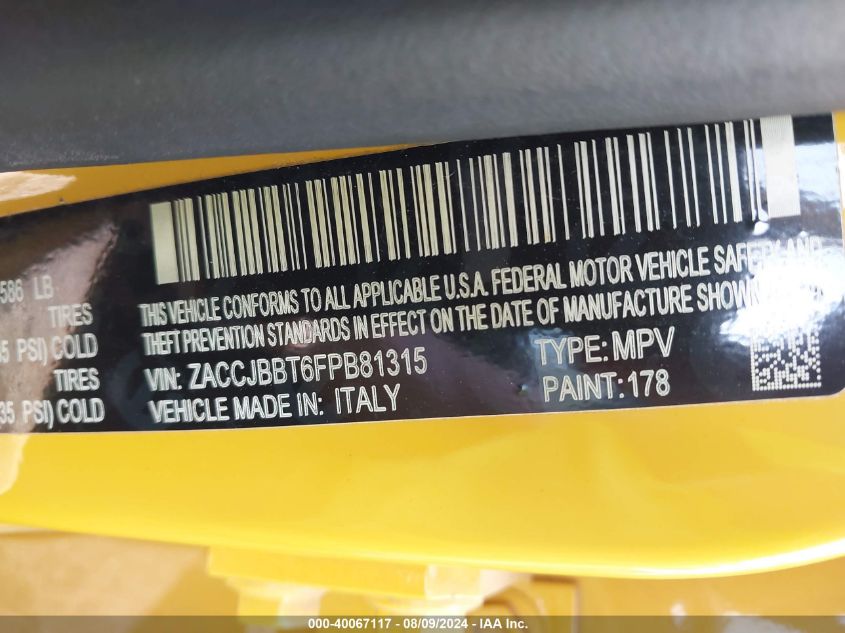 586 LB
TIRES
35 PSI) COLD
TIRES
,35 PSI) COLD
THIS VEHICLE CONFORMS TO ALL APPLICABLE U.S.A. FEDERAL MOTOR VEHICLE SAFETY AND
THEFT PREVENTION STANDARDS IN EFFECT ON THE DATE OF MANUFACTURE SHOWN
VIN: ZACCJBBT6FPB81315
TYPE: MPV
VEHICLE MADE IN: ITALY
PAINT: 178
000-40067117 - 08/09/2024 - IAA Inc.